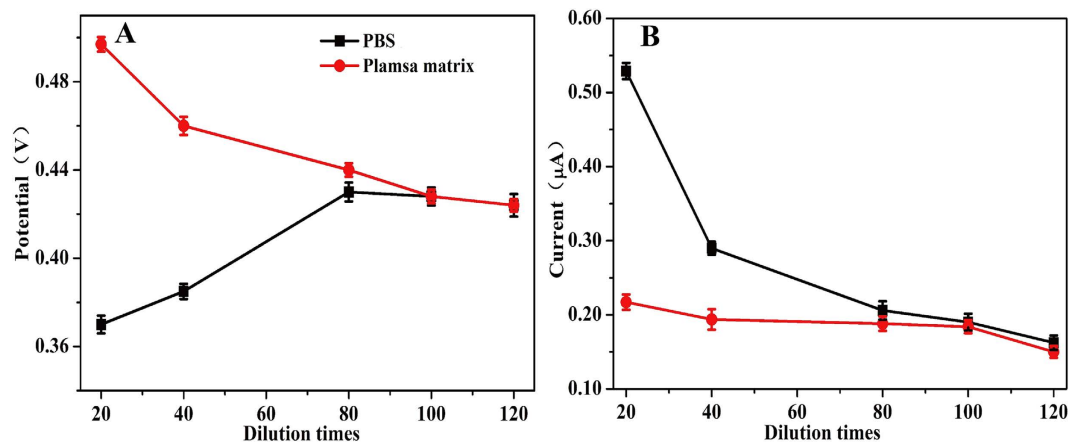 A
PBS
Plamsa matrix
0.48
0.44
0.40
0.36
Potential（V）
20 40 60 80 100 120
Dilution times
B
0.60
0.50
0.40
0.30
0.20
0.10
Current（μA）
20 40 60 80 100 120
Dilution times